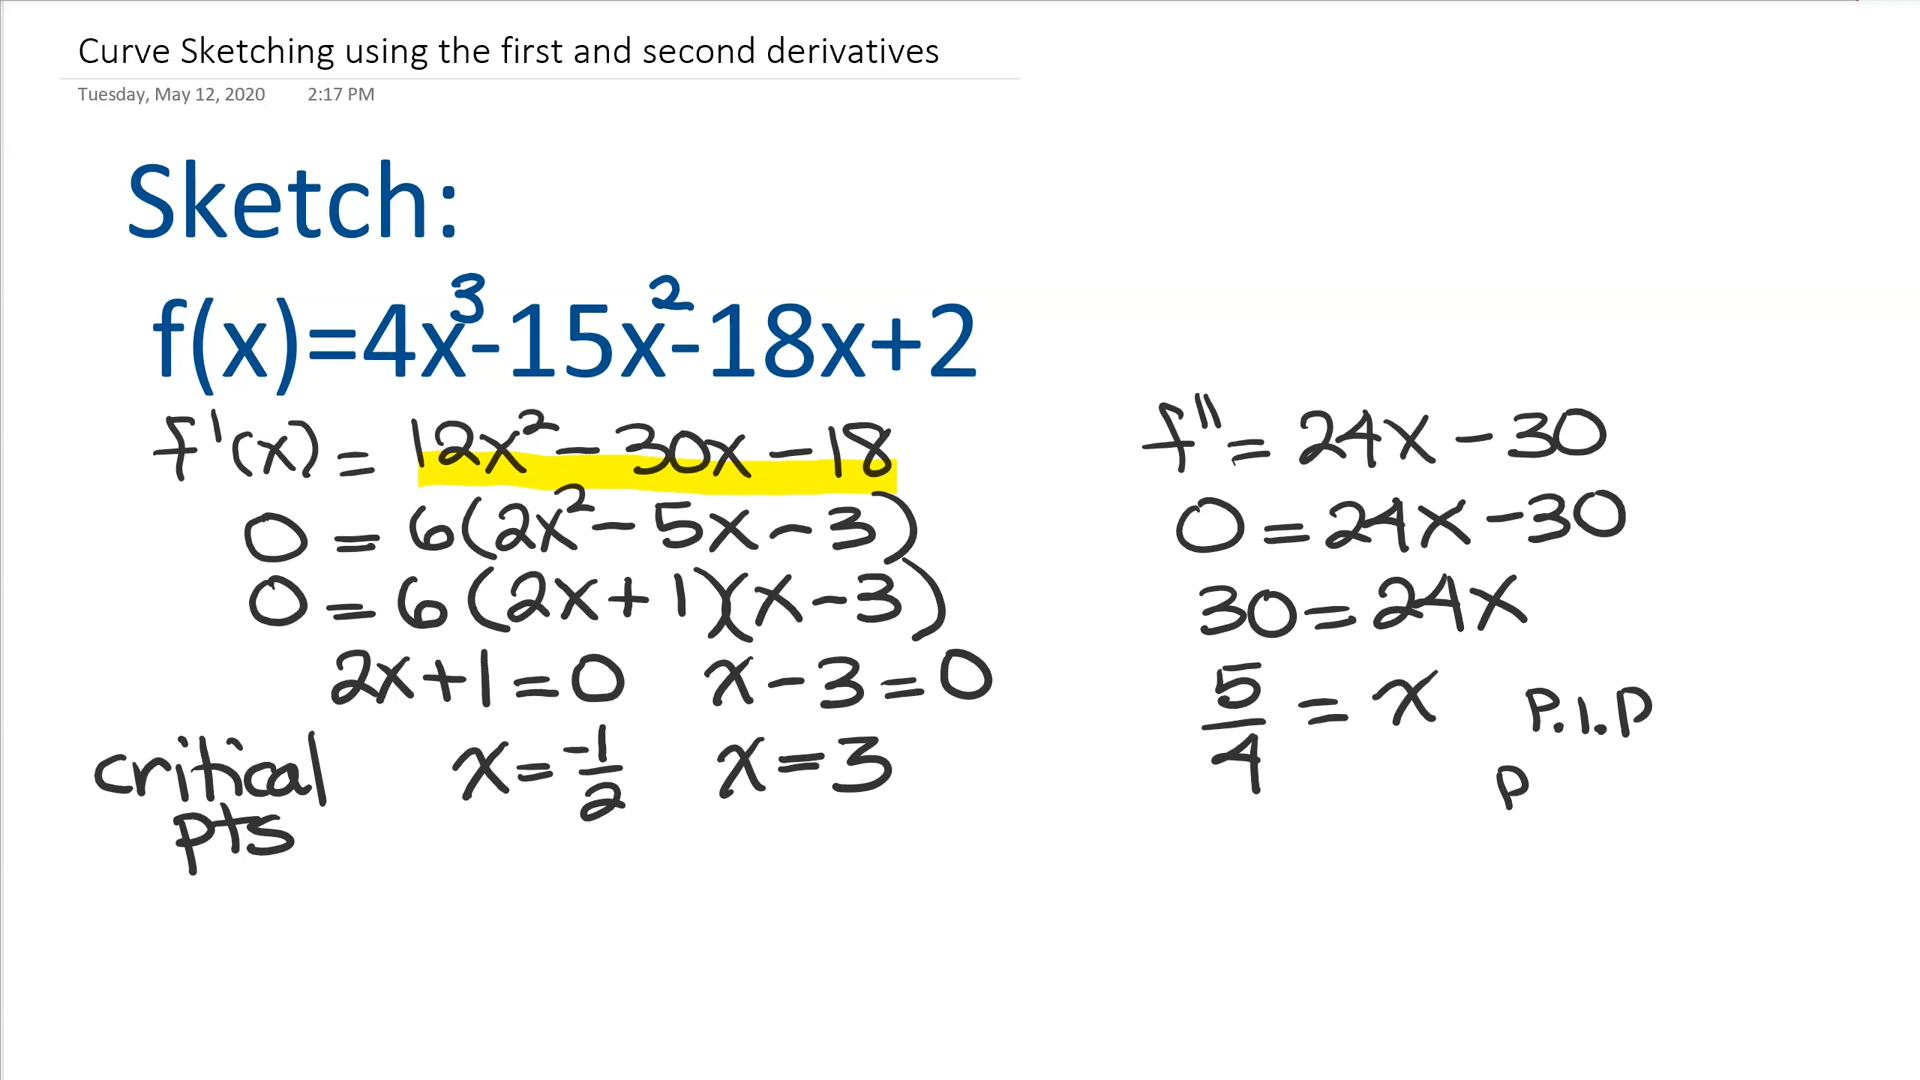 Curve Sketching using the first and second derivatives
Tuesday, May 12, 2020 2:17 PM
Sketch:
f(x)=4x³-15x²-18x+2
f'(x) = 12x² - 30x - 18
0 = 6(2x² - 5x - 3)
0 = 6(2x+1)(x-3)
2x+1=0 x-3=0
critical pts x = -1/2 x = 3
f'' = 24x - 30
0 = 24x - 30
30 = 24x
5/4 = x P.I.P
P